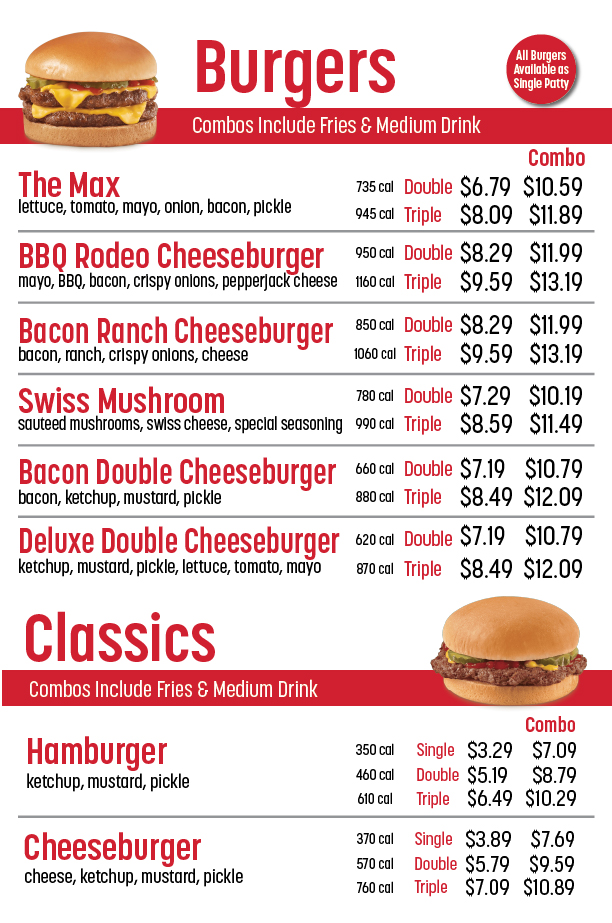 Burgers
All Burgers
Available as
Single Patty
Combos Include Fries & Medium Drink
Combo
The Max
lettuce, tomato, mayo, onion, bacon, pickle
735 cal Double $6.79 $10.59
945 cal Triple $8.09 $11.89
BBQ Rodeo Cheeseburger
mayo, BBQ, bacon, crispy onions, pepperjack cheese
950 cal Double $8.29 $11.99
1160 cal Triple $9.59 $13.19
Bacon Ranch Cheeseburger
bacon, ranch, crispy onions, cheese
850 cal Double $8.29 $11.99
1060 cal Triple $9.59 $13.19
Swiss Mushroom
sauteed mushrooms, swiss cheese, special seasoning
780 cal Double $7.29 $10.19
990 cal Triple $8.59 $11.49
Bacon Double Cheeseburger
bacon, ketchup, mustard, pickle
660 cal Double $7.19 $10.79
880 cal Triple $8.49 $12.09
Deluxe Double Cheeseburger
ketchup, mustard, pickle, lettuce, tomato, mayo
620 cal Double $7.19 $10.79
870 cal Triple $8.49 $12.09
Classics
Combos Include Fries & Medium Drink
Combo
Hamburger
ketchup, mustard, pickle
350 cal Single $3.29 $7.09
460 cal Double $5.19 $8.79
610 cal Triple $6.49 $10.29
Cheeseburger
cheese, ketchup, mustard, pickle
370 cal Single $3.89 $7.69
570 cal Double $5.79 $9.59
760 cal Triple $7.09 $10.89